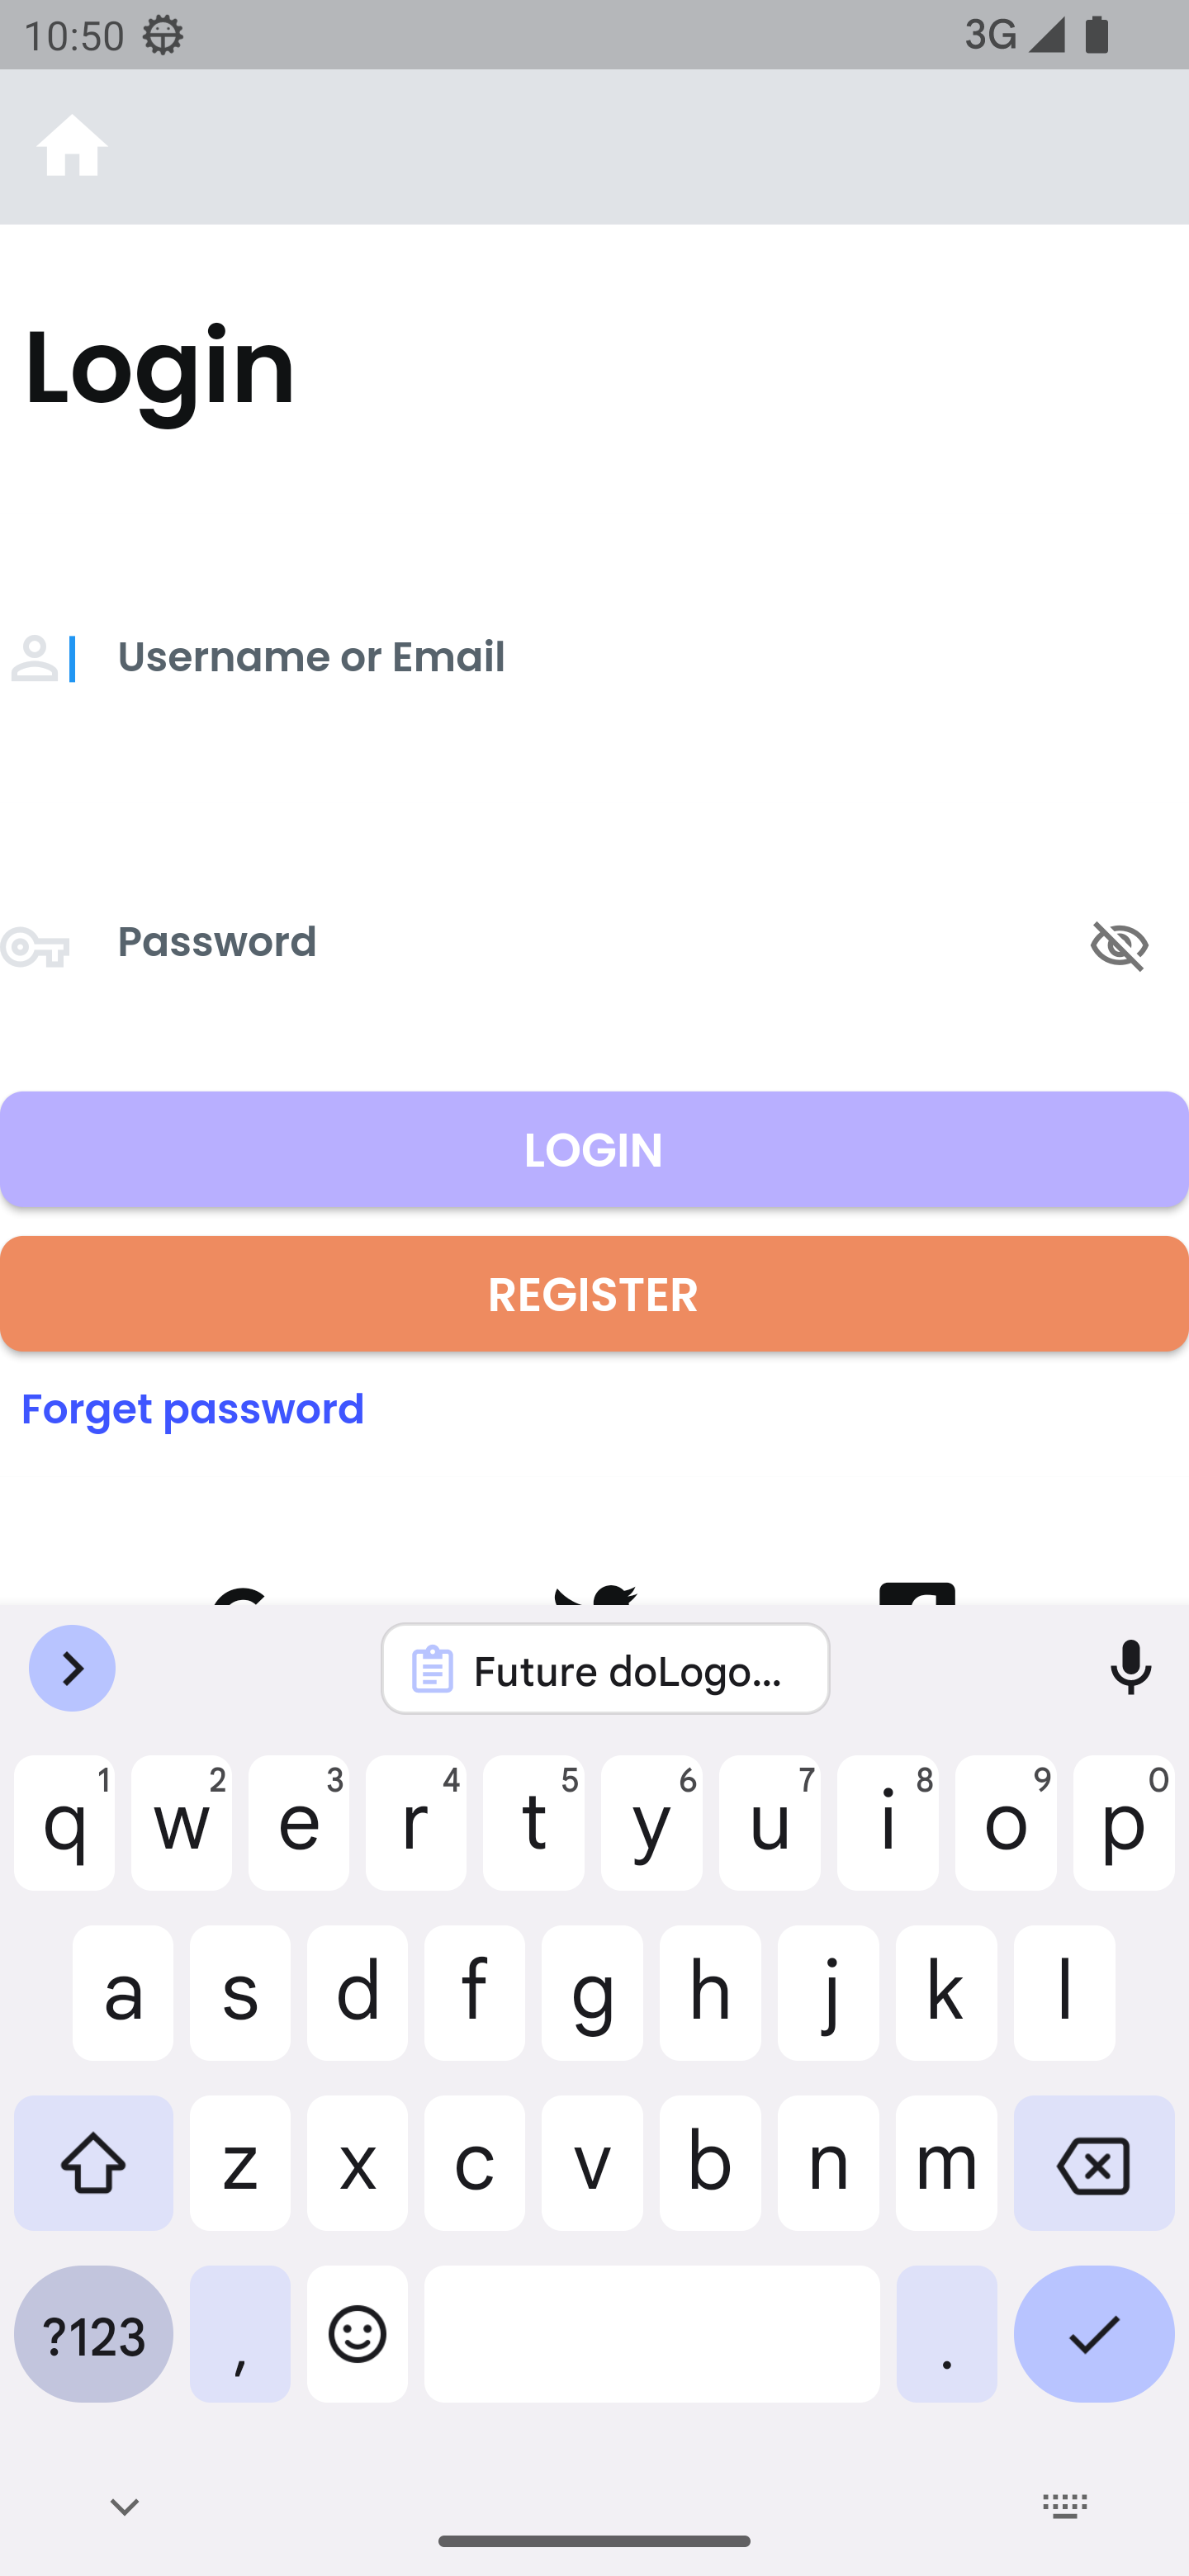 10:50 3G
Login
Username or Email
Password
LOGIN
REGISTER
Forget password
Future doLogo...
q1 w2 e3 r4 t5 y6 u7 i8 o9 p0
a s d f g h j k l
z x c v b n m
?123 , .